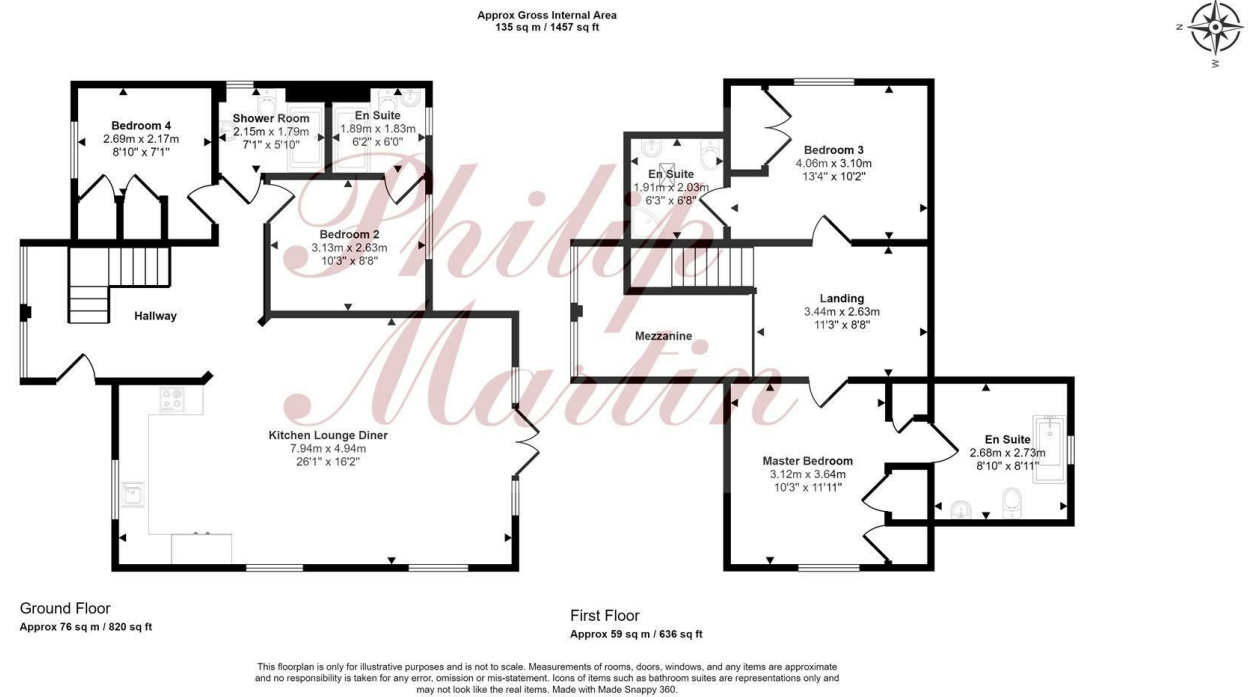 Approx Gross Internal Area
135 sq m / 1457 sq ft
N
W
Bedroom 4
2.69m x 2.17m
8'10" x 7'1"
Shower Room
2.15m x 1.79m
7'1" x 5'10"
En Suite
1.89m x 1.83m
6'2" x 6'0"
Bedroom 2
3.13m x 2.63m
10'3" x 8'8"
Hallway
Kitchen Lounge Diner
7.94m x 4.94m
26'1" x 16'2"
Philip
Martin
En Suite
1.91m x 2.03m
6'3" x 6'8"
Bedroom 3
4.06m x 3.10m
13'4" x 10'2"
Landing
3.44m x 2.63m
11'3" x 8'8"
Mezzanine
Master Bedroom
3.12m x 3.64m
10'3" x 11'11"
En Suite
2.68m x 2.73m
8'10" x 8'11"
Ground Floor
Approx 76 sq m / 820 sq ft
First Floor
Approx 59 sq m / 636 sq ft
This floorplan is only for illustrative purposes and is not to scale. Measurements of rooms, doors, windows, and any items are approximate
and no responsibility is taken for any error, omission or mis-statement. Icons of items such as bathroom suites are representations only and
may not look like the real items. Made with Made Snappy 360.